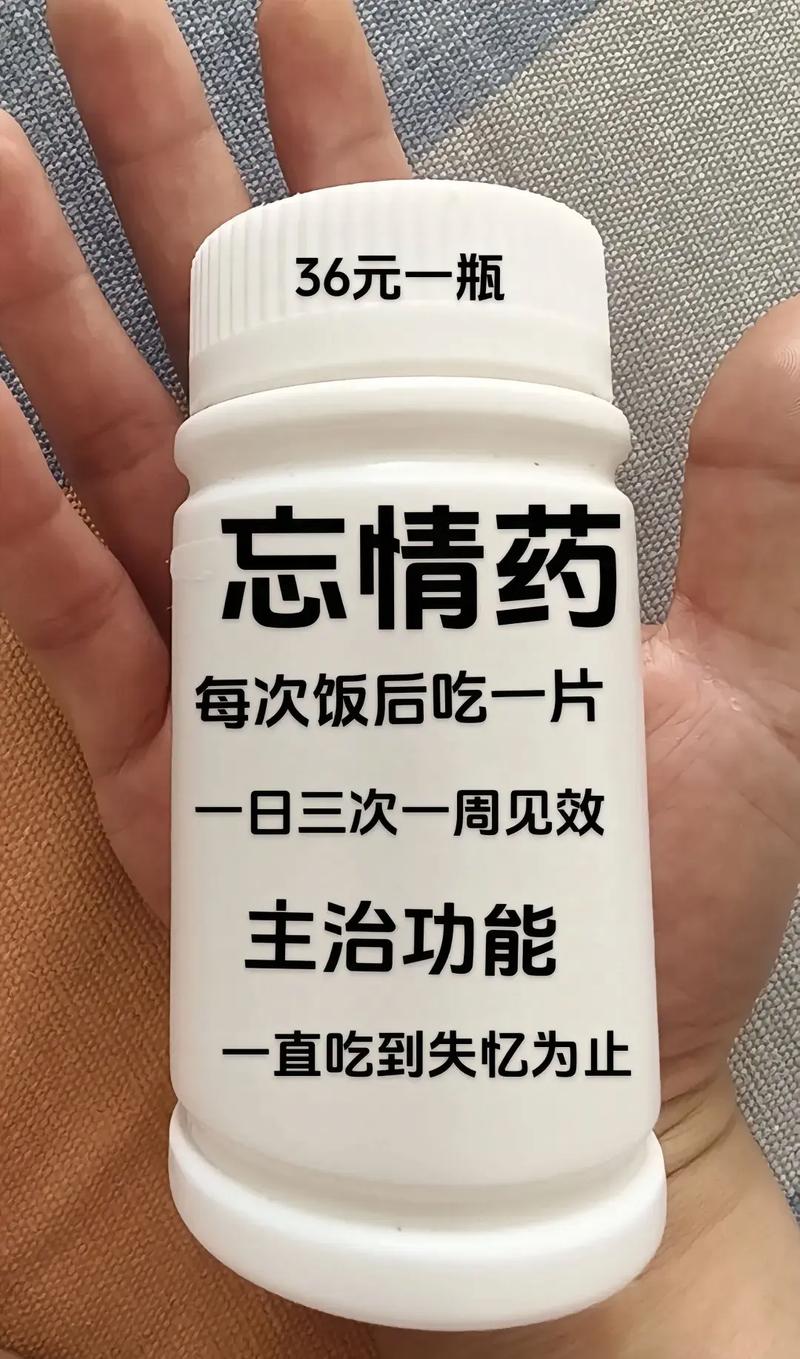 36元一瓶
忘情药
每次饭后吃一片
一日三次一周见效
主治功能
一直吃到失忆为止